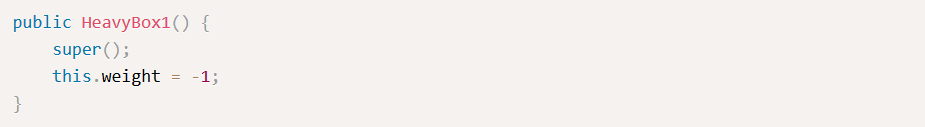 public HeavyBox1() {
    super();
    this.weight = -1;
}